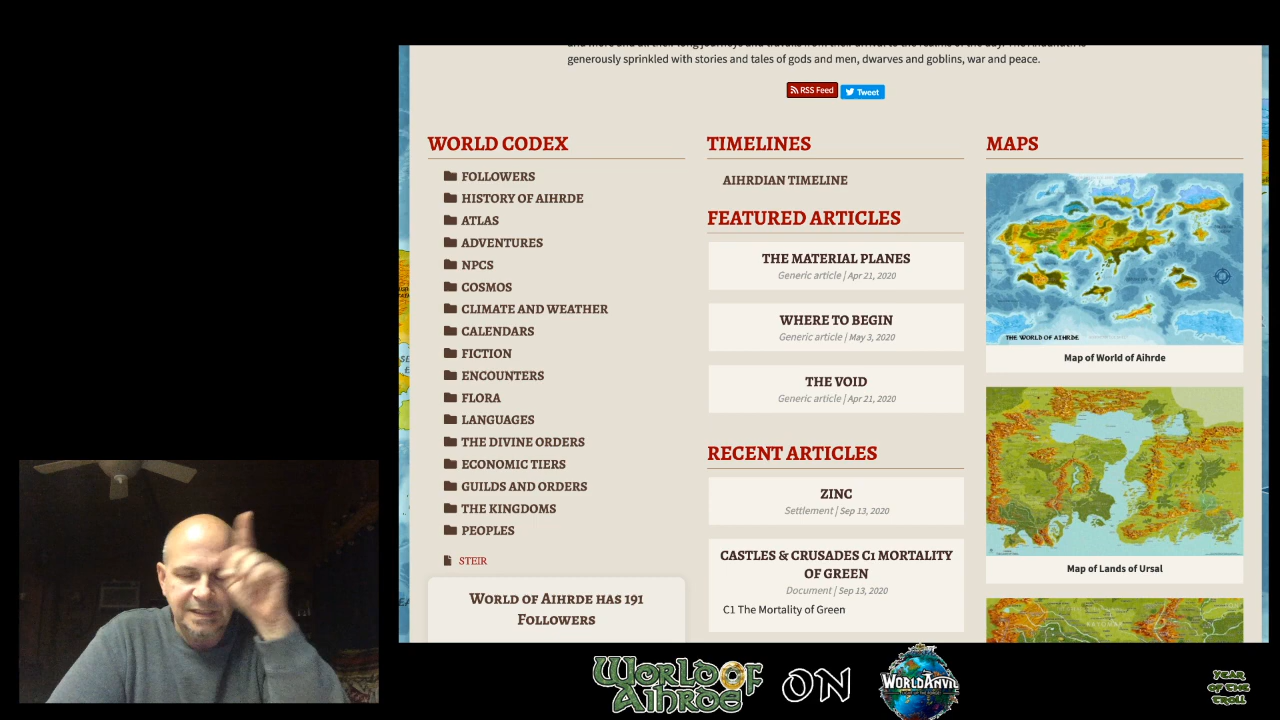 generously sprinkled with stories and tales of gods and men, dwarves and goblins, war and peace.
RSS Feed
Tweet
WORLD CODEX
FOLLOWERS
HISTORY OF AIHRDE
ATLAS
ADVENTURES
NPCS
COSMOS
CLIMATE AND WEATHER
CALENDARS
FICTION
ENCOUNTERS
FLORA
LANGUAGES
THE DIVINE ORDERS
ECONOMIC TIERS
GUILDS AND ORDERS
THE KINGDOMS
PEOPLES
STEIR
WORLD OF AIHRDE HAS 191
FOLLOWERS
TIMELINES
AIHRDIAN TIMELINE
FEATURED ARTICLES
THE MATERIAL PLANES
Generic article | Apr 21, 2020
WHERE TO BEGIN
Generic article | May 3, 2020
THE VOID
Generic article | Apr 21, 2020
RECENT ARTICLES
ZINC
Settlement | Sep 13, 2020
CASTLES & CRUSADES C1 MORTALITY
OF GREEN
Document | Sep 13, 2020
C1 The Mortality of Green
MAPS
THE WORLD OF AIHRDE
Map of World of Aihrde
Map of Lands of Ursal
WORLD OF
AIHRDE
ON
WORLDANVIL
YEAR
OF THE
TROLL